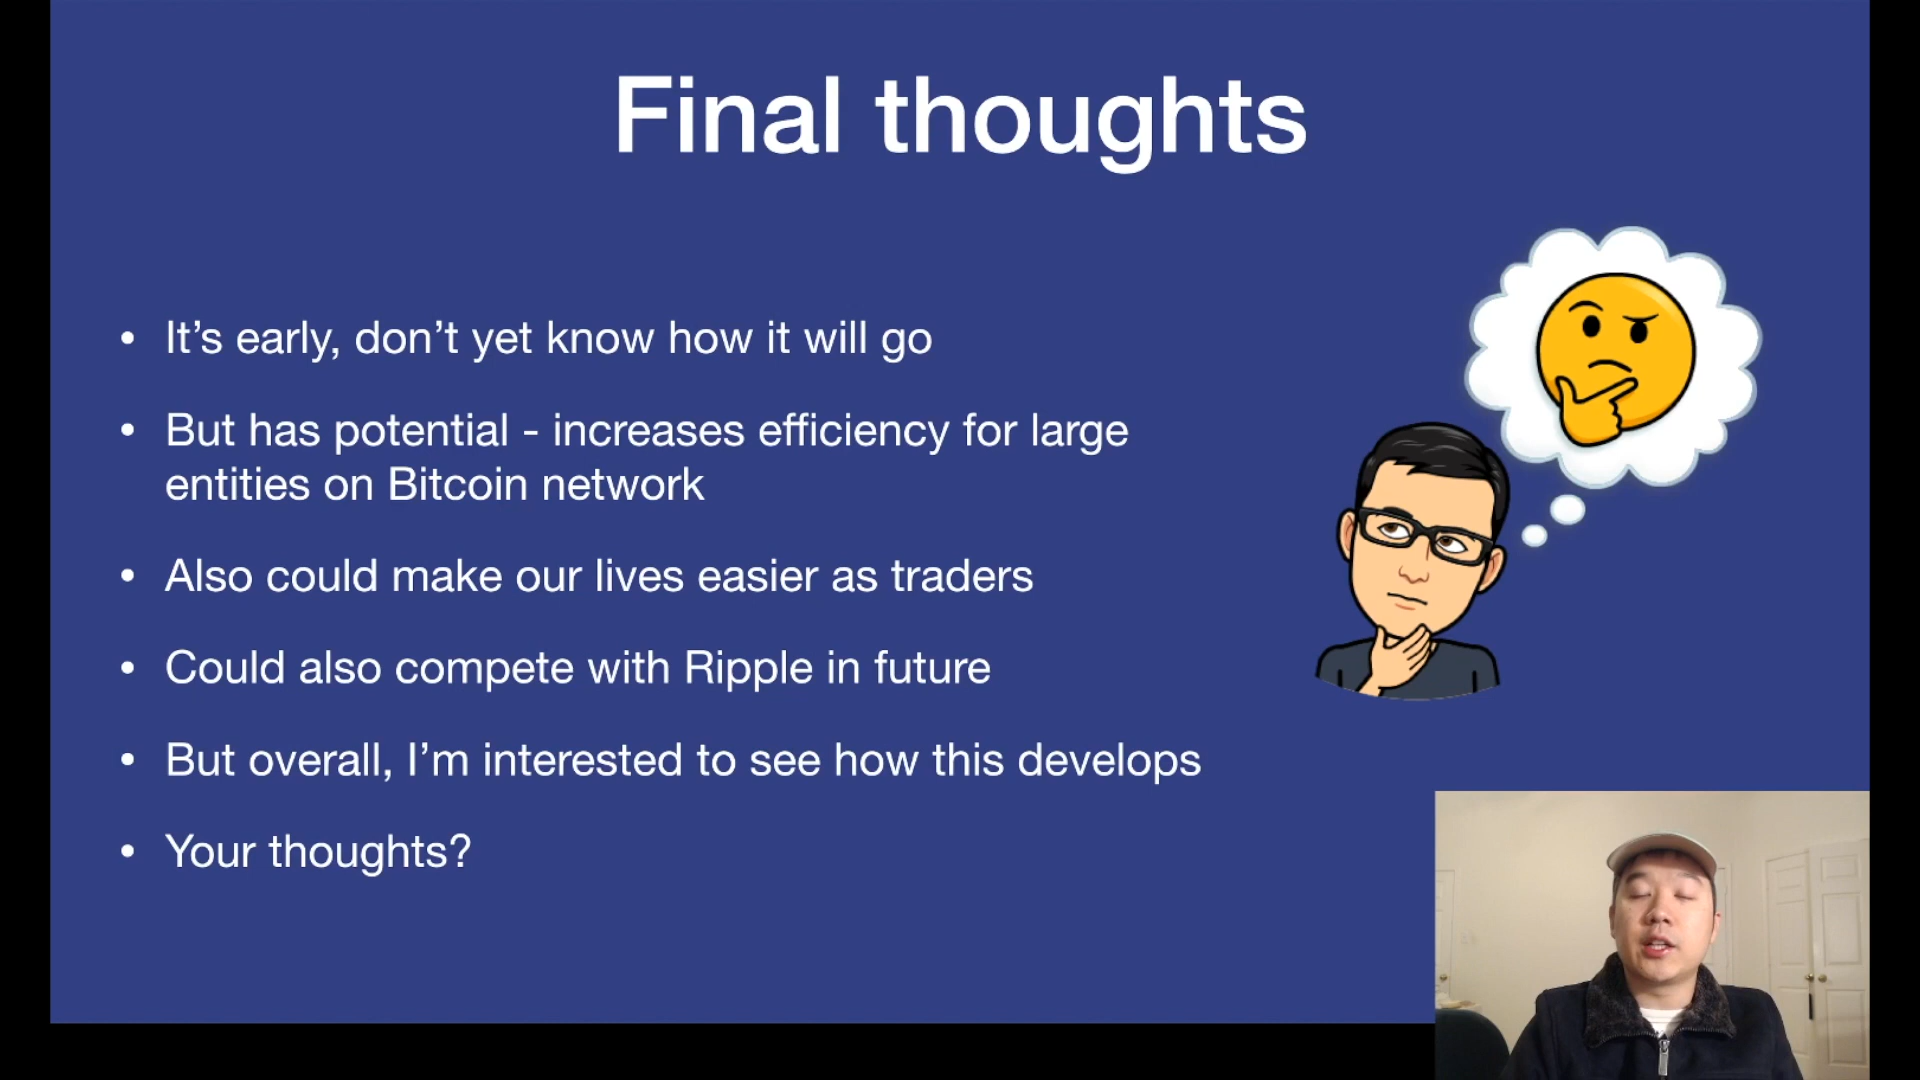 Final thoughts
• It’s early, don’t yet know how it will go
• But has potential - increases efficiency for large
entities on Bitcoin network
• Also could make our lives easier as traders
• Could also compete with Ripple in future
• But overall, I’m interested to see how this develops
• Your thoughts?